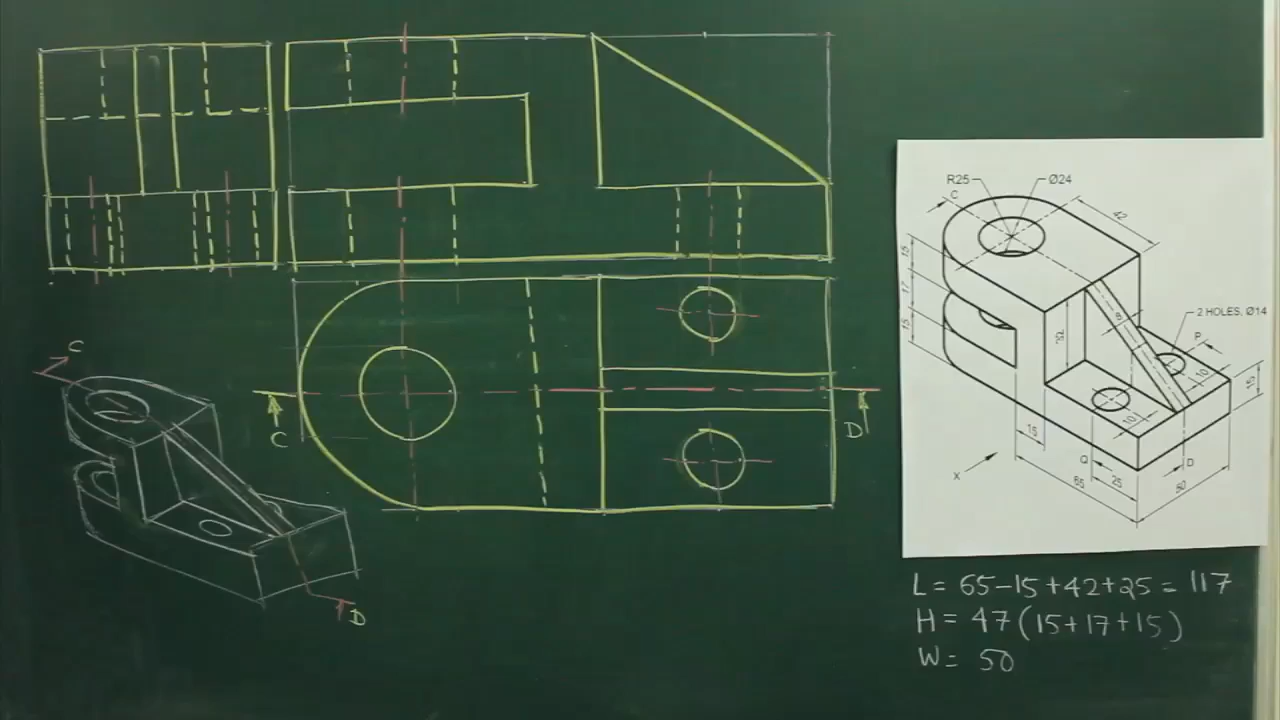 C
D
C
D
R25
Ø24
C
42
15
17
15
32
8
2 HOLES, Ø14
P
10
15
10
15
Q
D
25
65
X
L = 65-15+42+25 = 117
H = 47 (15+17+15)
W = 50